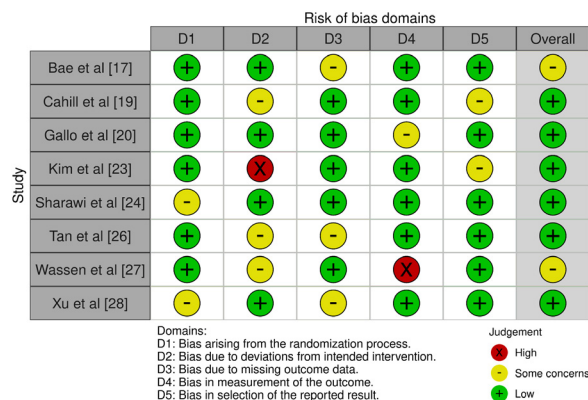 Risk of bias domains
D1 D2 D3 D4 D5 Overall
Study
Bae et al [17] + + - + + -
Cahill et al [19] + - + + - +
Gallo et al [20] + + + - + +
Kim et al [23] + X + + - +
Sharawi et al [24] - + + + + +
Tan et al [26] + - - + + +
Wassen et al [27] + - + X + -
Xu et al [28] - + - + + +
Domains:
D1: Bias arising from the randomization process.
D2: Bias due to deviations from intended intervention.
D3: Bias due to missing outcome data.
D4: Bias in measurement of the outcome.
D5: Bias in selection of the reported result.
Judgement
X High
- Some concerns
+ Low